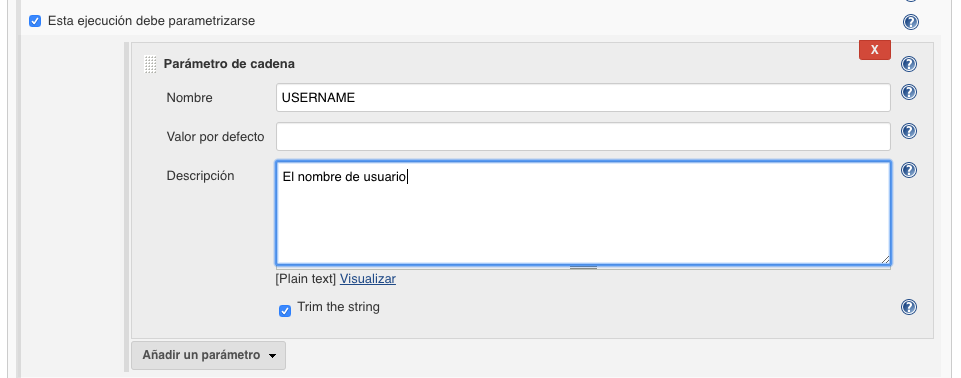 Esta ejecución debe parametrizarse
X
Parámetro de cadena
Nombre
USERNAME
Valor por defecto
Descripción
El nombre de usuario
[Plain text] Visualizar
Trim the string
Añadir un parámetro